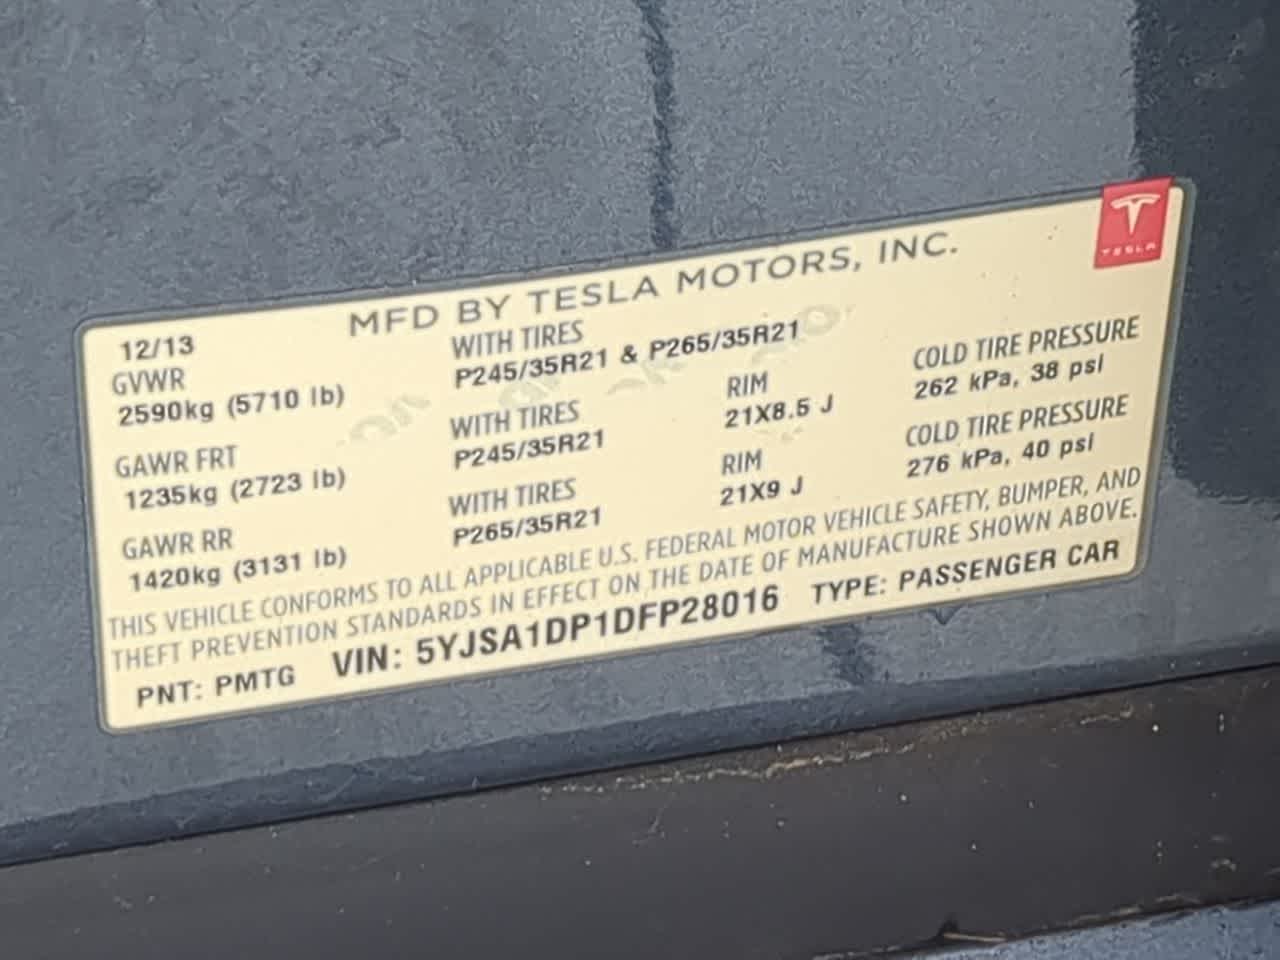 TESLA
MFD BY TESLA MOTORS, INC.
12/13
GVWR
2590kg (5710 lb)
WITH TIRES
P245/35R21 & P265/35R21
GAWR FRT
1235kg (2723 lb)
WITH TIRES
P245/35R21
RIM
21X8.5 J
COLD TIRE PRESSURE
262 kPa, 38 psi
GAWR RR
1420kg (3131 lb)
WITH TIRES
P265/35R21
RIM
21X9 J
COLD TIRE PRESSURE
276 kPa, 40 psi
THIS VEHICLE CONFORMS TO ALL APPLICABLE U.S. FEDERAL MOTOR VEHICLE SAFETY, BUMPER, AND
THEFT PREVENTION STANDARDS IN EFFECT ON THE DATE OF MANUFACTURE SHOWN ABOVE.
PNT: PMTG VIN: 5YJSA1DP1DFP28016 TYPE: PASSENGER CAR